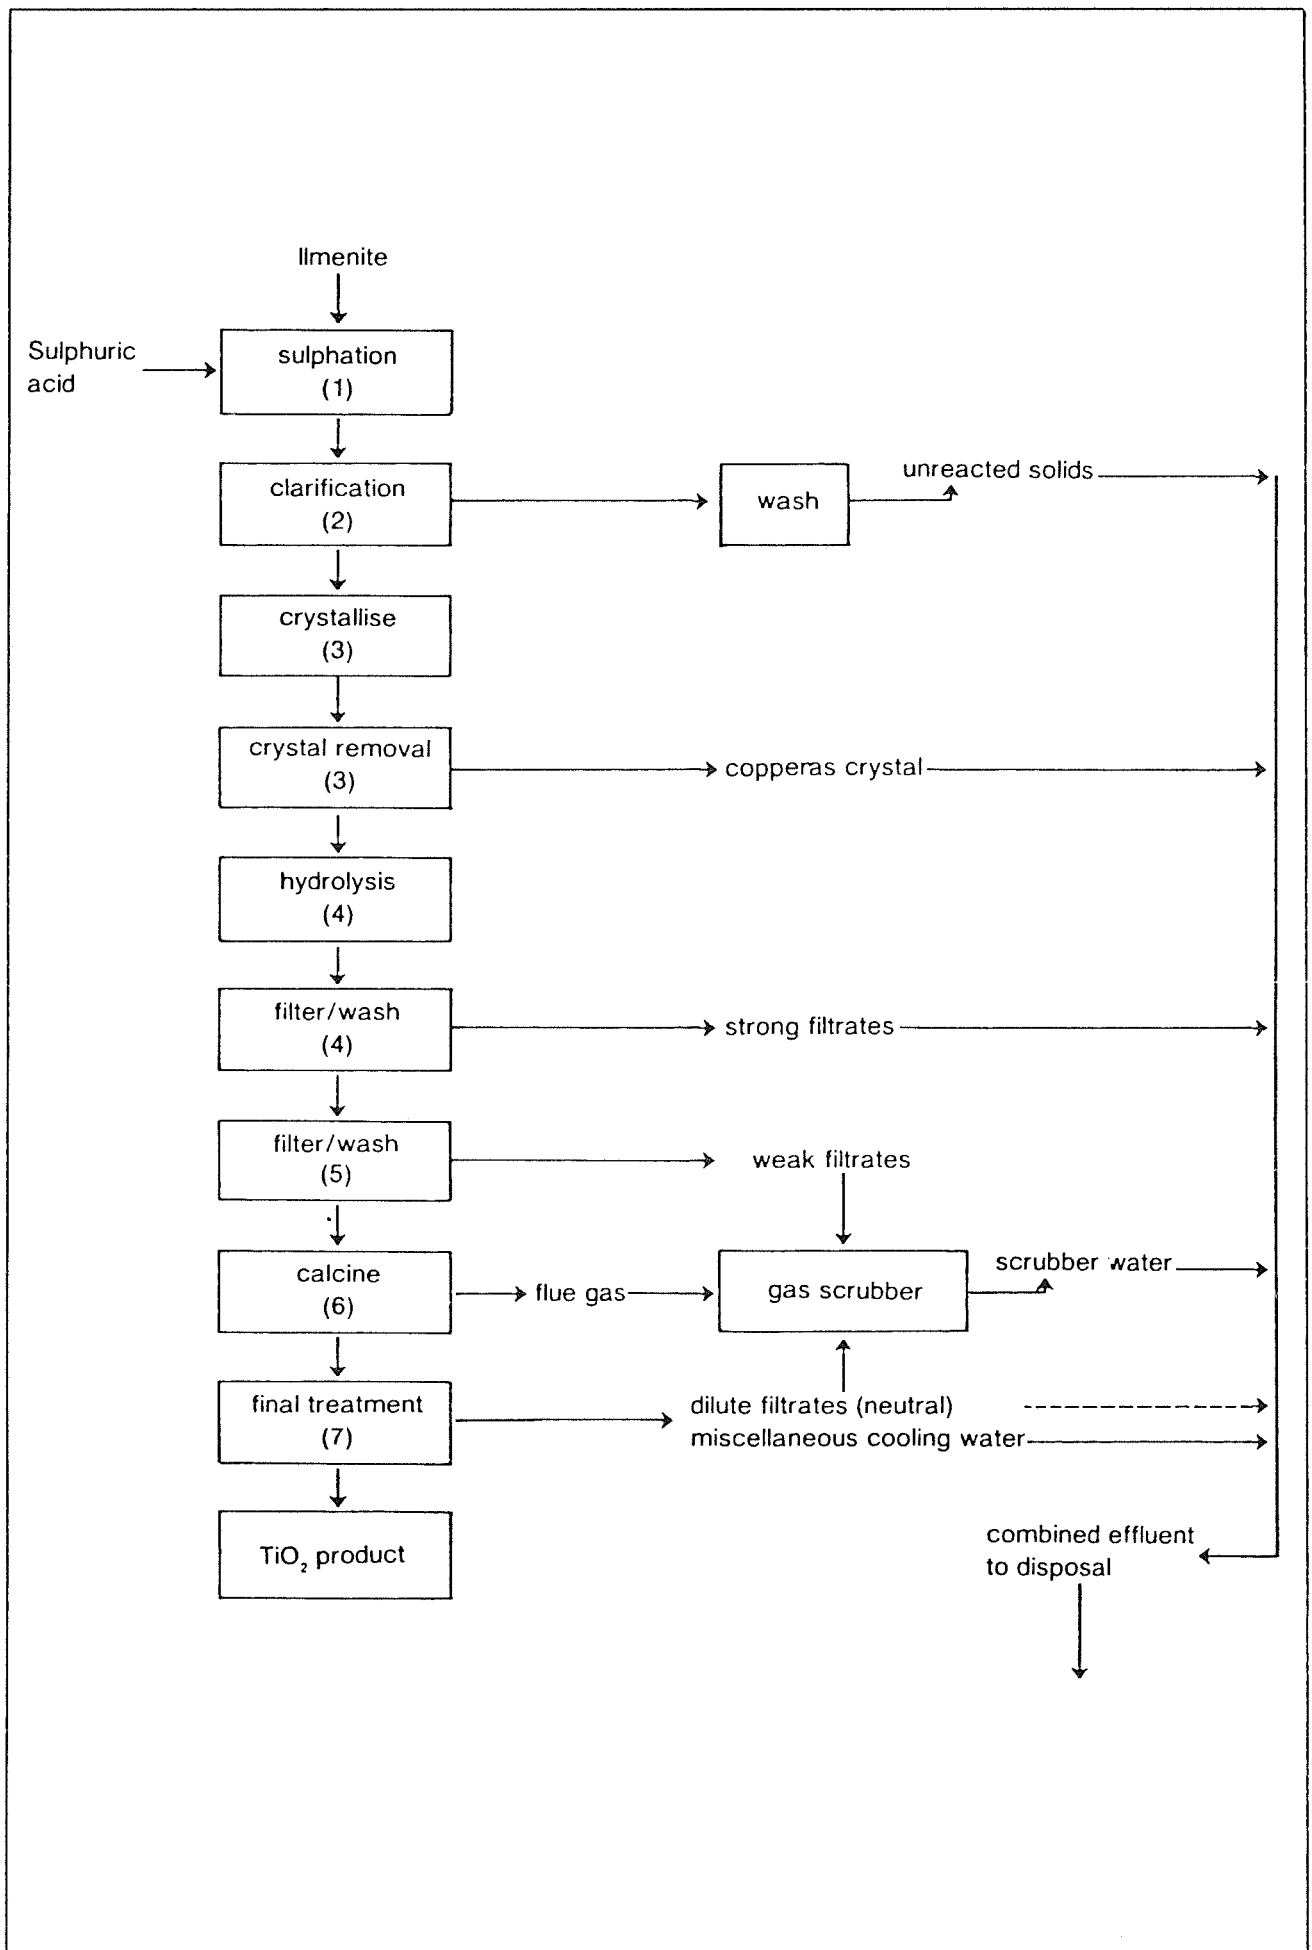 Ilmenite
Sulphuric
acid
sulphation
(1)
clarification
(2)
wash
unreacted solids
crystallise
(3)
crystal removal
(3)
copperas crystal
hydrolysis
(4)
filter/wash
(4)
strong filtrates
filter/wash
(5)
weak filtrates
calcine
(6)
flue gas
gas scrubber
scrubber water
final treatment
(7)
dilute filtrates (neutral)
miscellaneous cooling water
TiO₂ product
combined effluent
to disposal